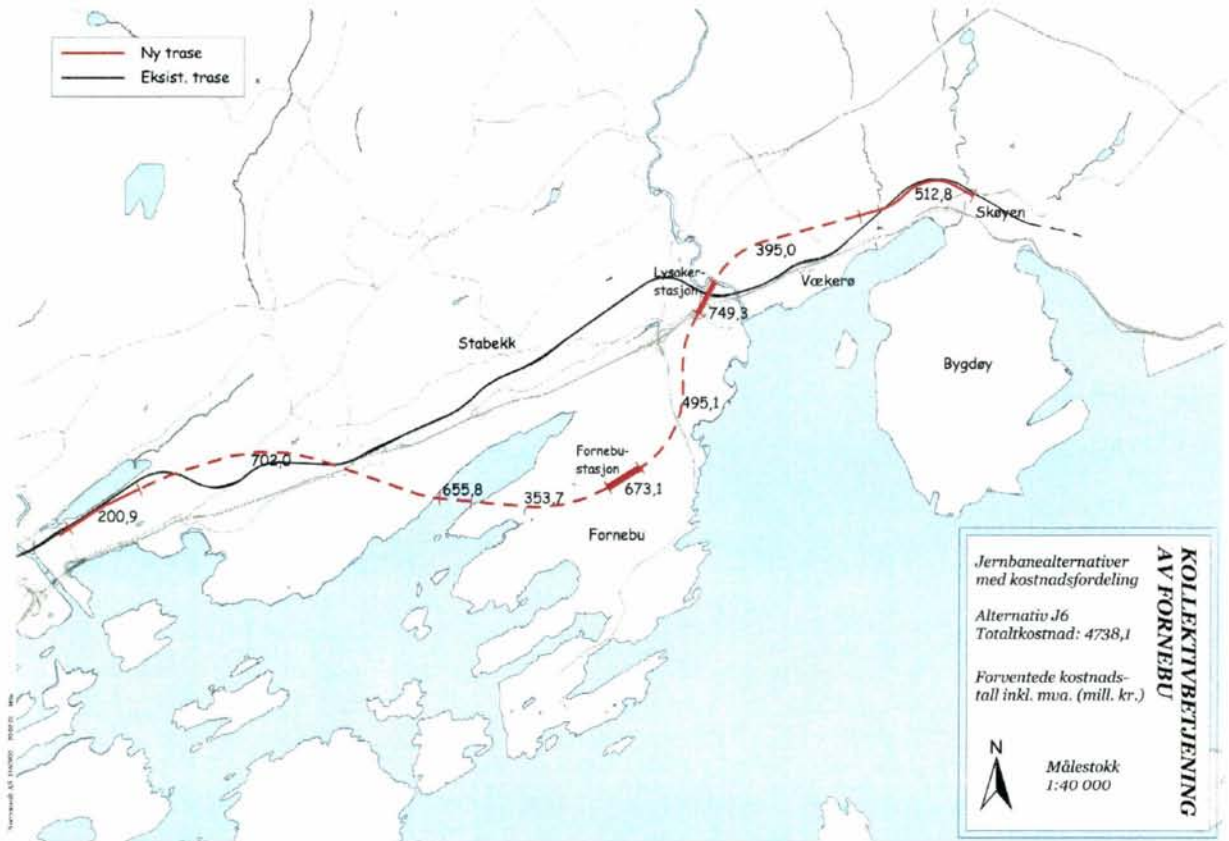 Ny trase
Eksist. trase
512,8
Skøyen
395,0
Lysaker-
stasjon
Vækerø
749,3
Stabekk
Bygdøy
495,1
Fornebu-
stasjon
702,0
655,8
353,7
673,1
200,9
Fornebu
KOLLEKTIVBETJENING
AV FORNEBU
Jernbanealternativer
med kostnadsfordeling
Alternativ J6
Totaltkostnad: 4738,1
Forventede kostnads-
tall inkl. mva. (mill. kr.)
N
Målestokk
1:40 000